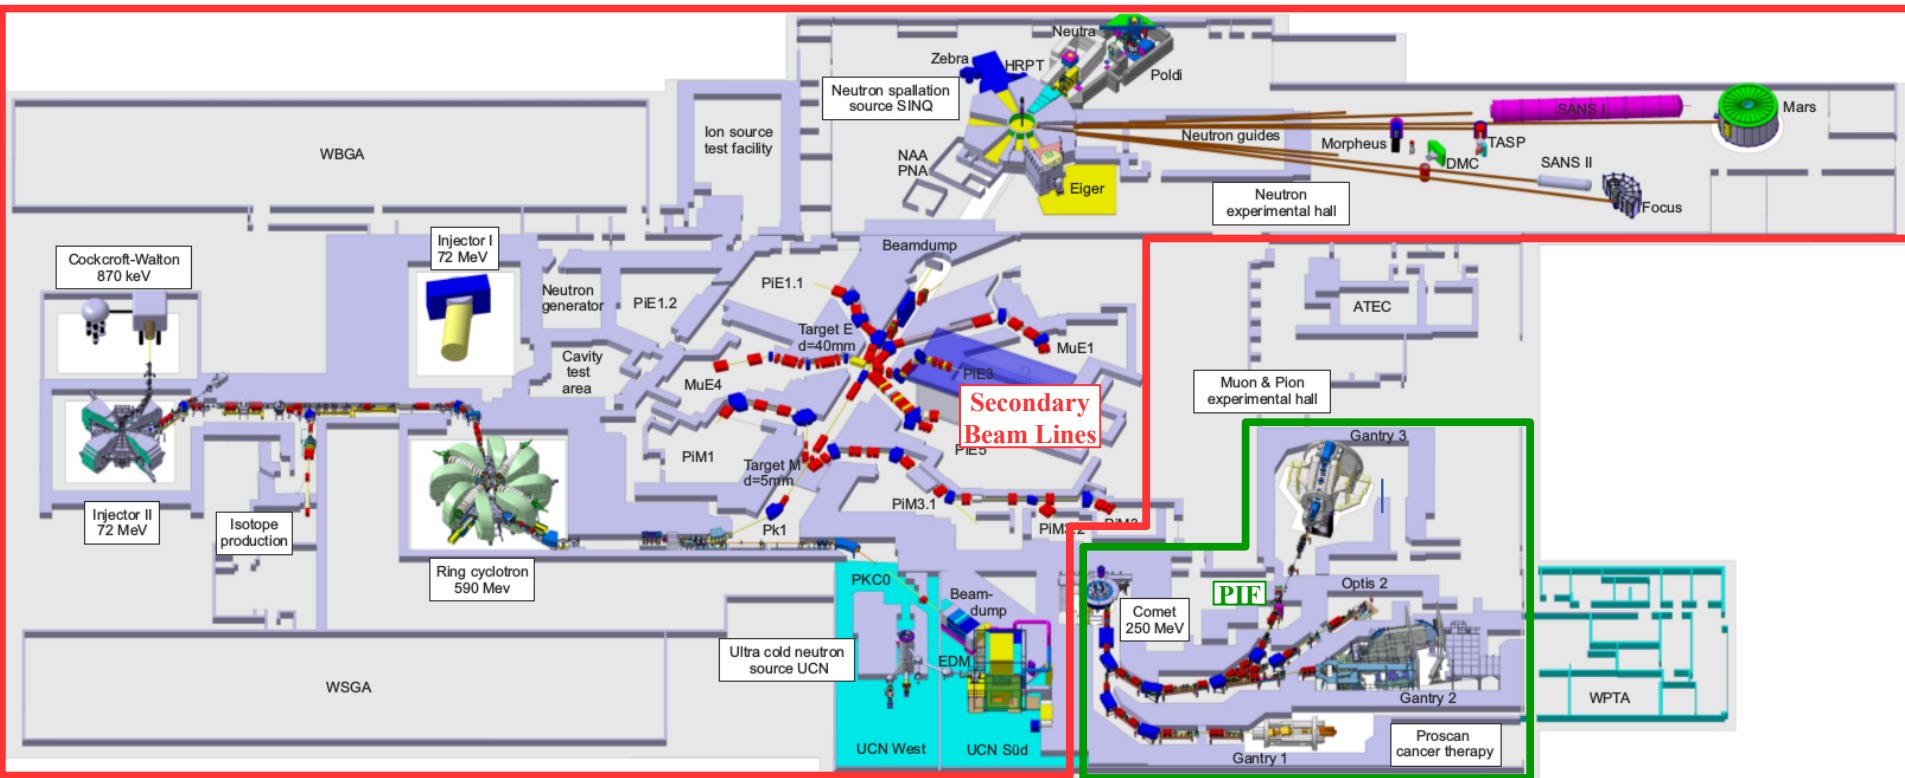 Neutra
Zebra
HRPT
Poldi
Neutron spallation
source SINQ
SANS I
Mars
Ion source
test facility
Neutron guides
Morpheus
TASP
WBGA
NAA
PNA
DMC
SANS II
Eiger
Neutron
experimental hall
Focus
Injector I
72 MeV
Beamdump
Cockcroft-Walton
870 keV
PiE1.1
Neutron
generator
PiE1.2
ATEC
Target E
d=40mm
MuE1
Cavity
test
area
MuE4
PiE3
Muon & Pion
experimental hall
Secondary
Beam Lines
Gantry 3
PiM1
PiE5
Target M
d=5mm
PiM3.1
Injector II
72 MeV
Isotope
production
Pk1
PiM3.2
PiM3
Ring cyclotron
590 Mev
PKC0
Beam-
dump
Optis 2
PIF
Comet
250 MeV
Ultra cold neutron
source UCN
EDM
WSGA
Gantry 2
WPTA
UCN West
UCN Süd
Gantry 1
Proscan
cancer therapy